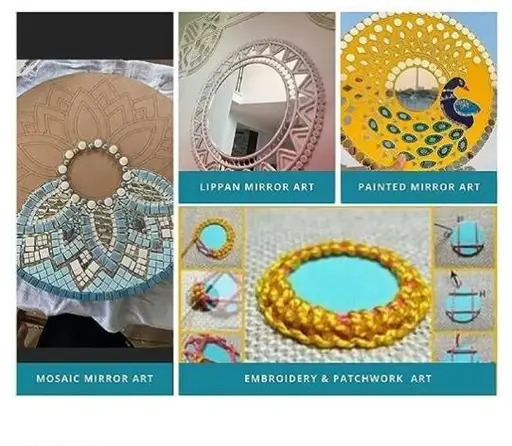 LIPPAN MIRROR ART
PAINTED MIRROR ART
MOSAIC MIRROR ART
EMBROIDERY & PATCHWORK ART